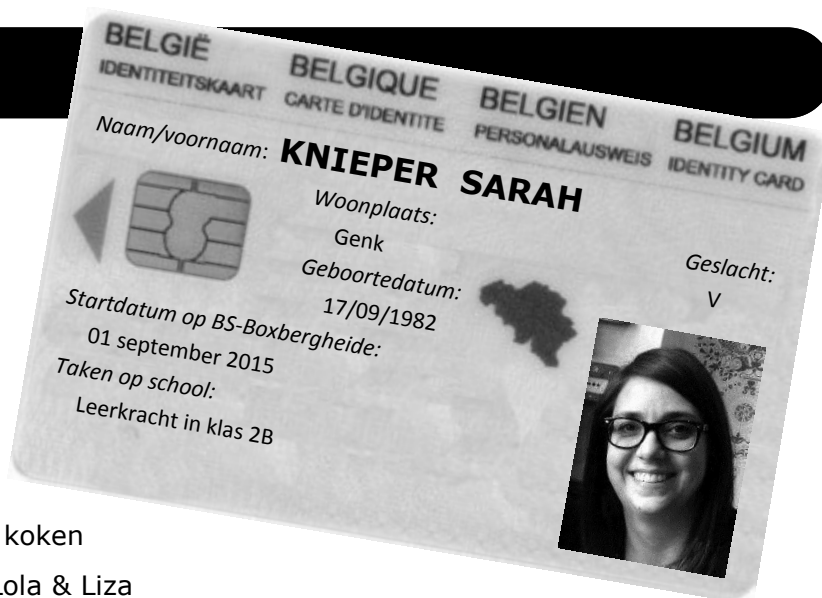 BELGIË BELGIQUE BELGIEN BELGIUM
IDENTITEITSKAART CARTE D'IDENTITE PERSONALAUSWEIS IDENTITY CARD
Naam/voornaam: KNIEPER SARAH
Woonplaats:
Genk
Geslacht:
V
Geboortedatum:
17/09/1982
Startdatum op BS-Boxbergheide:
01 september 2015
Taken op school:
Leerkracht in klas 2B
koken
Lola & Liza